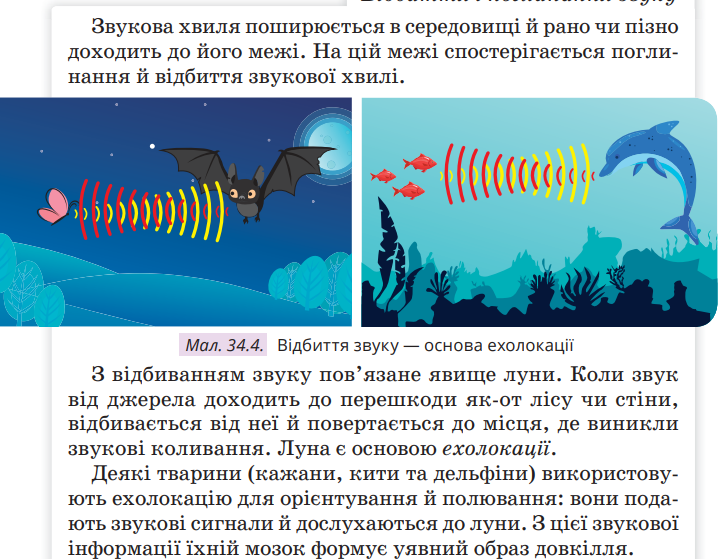 Звукова хвиля поширюється в середовищі й рано чи пізно
доходить до його межі. На цій межі спостерігається погли-
нання й відбиття звукової хвилі.
Мал. 34.4. Відбиття звуку — основа ехолокації
З відбиванням звуку пов’язане явище луни. Коли звук
від джерела доходить до перешкоди як-от лісу чи стіни,
відбивається від неї й повертається до місця, де виникли
звукові коливання. Луна є основою ехолокації.
Деякі тварини (кажани, кити та дельфіни) використову-
ють ехолокацію для орієнтування й полювання: вони пода-
ють звукові сигнали й дослухаються до луни. З цієї звукової
інформації їхній мозок формує уявний образ довкілля.